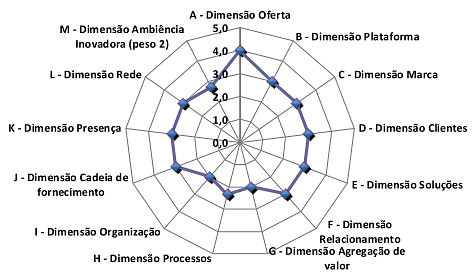 A - Dimensão Oferta
B - Dimensão Plataforma
C - Dimensão Marca
D - Dimensão Clientes
E - Dimensão Soluções
F - Dimensão
Relacionamento
G - Dimensão Agregação de
valor
H - Dimensão Processos
I - Dimensão Organização
J - Dimensão Cadeia de
fornecimento
K - Dimensão Presença
L - Dimensão Rede
M - Dimensão Ambiência
Inovadora (peso 2)
5,0
4,0
3,0
2,0
1,0
0,0